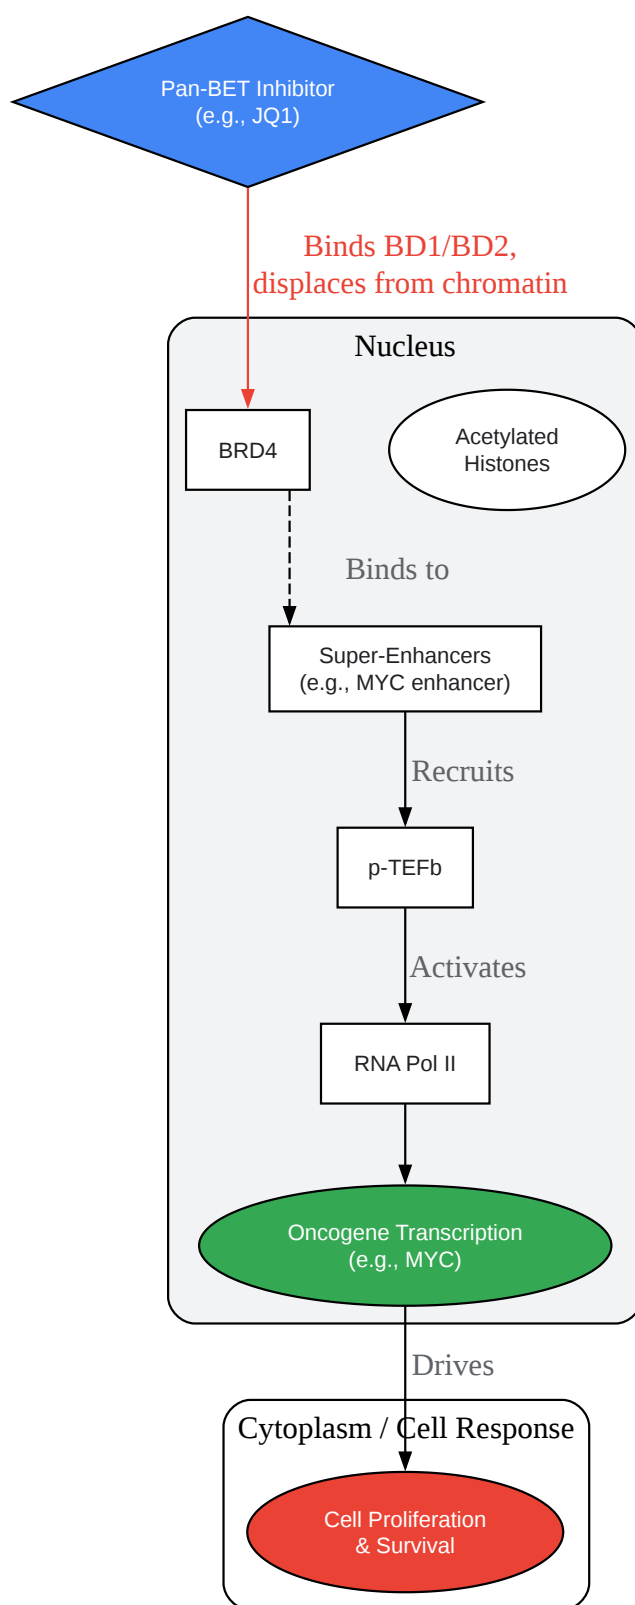 Pan-BET Inhibitor
(e.g., JQ1)
Binds BD1/BD2,
displaces from chromatin
Nucleus
BRD4
Acetylated
Histones
Binds to
Super-Enhancers
(e.g., MYC enhancer)
Recruits
p-TEFb
Activates
RNA Pol II
Oncogene Transcription
(e.g., MYC)
Drives
Cytoplasm / Cell Response
Cell Proliferation
& Survival